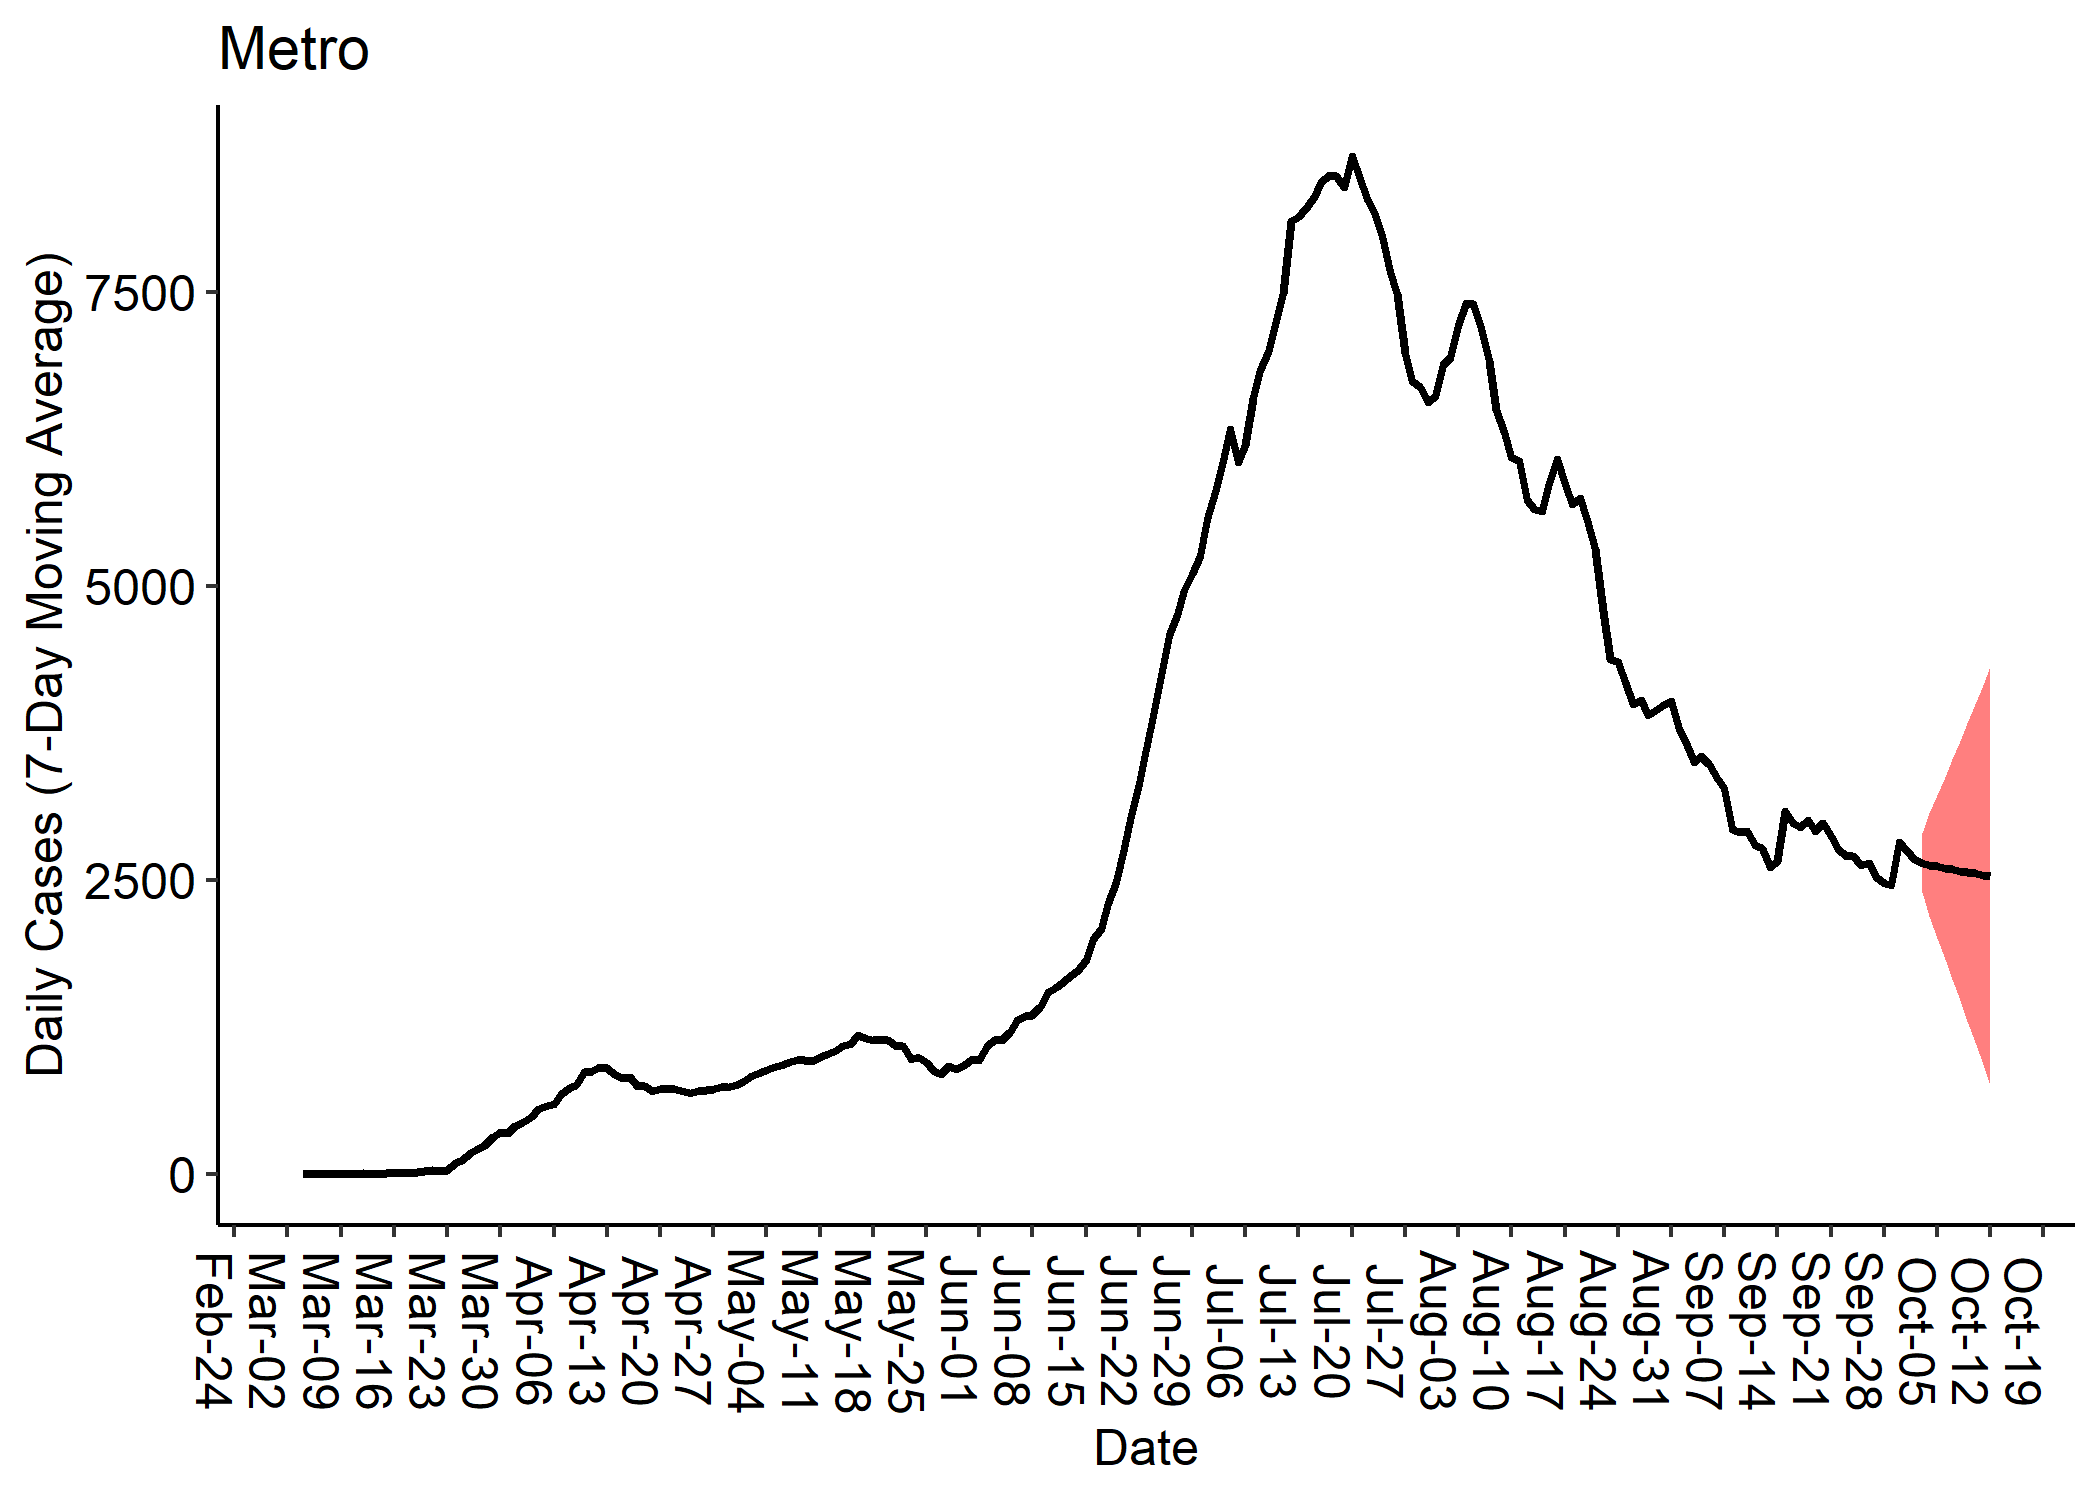 Metro
Daily Cases (7-Day Moving Average)
7500
5000
2500
0
Feb-24
Mar-02
Mar-09
Mar-16
Mar-23
Mar-30
Apr-06
Apr-13
Apr-20
Apr-27
May-04
May-11
May-18
May-25
Jun-01
Jun-08
Jun-15
Jun-22
Jun-29
Jul-06
Jul-13
Jul-20
Jul-27
Aug-03
Aug-10
Aug-17
Aug-24
Aug-31
Sep-07
Sep-14
Sep-21
Sep-28
Oct-05
Oct-12
Oct-19
Date